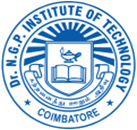 Dr. N.G.P. INSTITUTE OF TECHNOLOGY
COIMBATORE